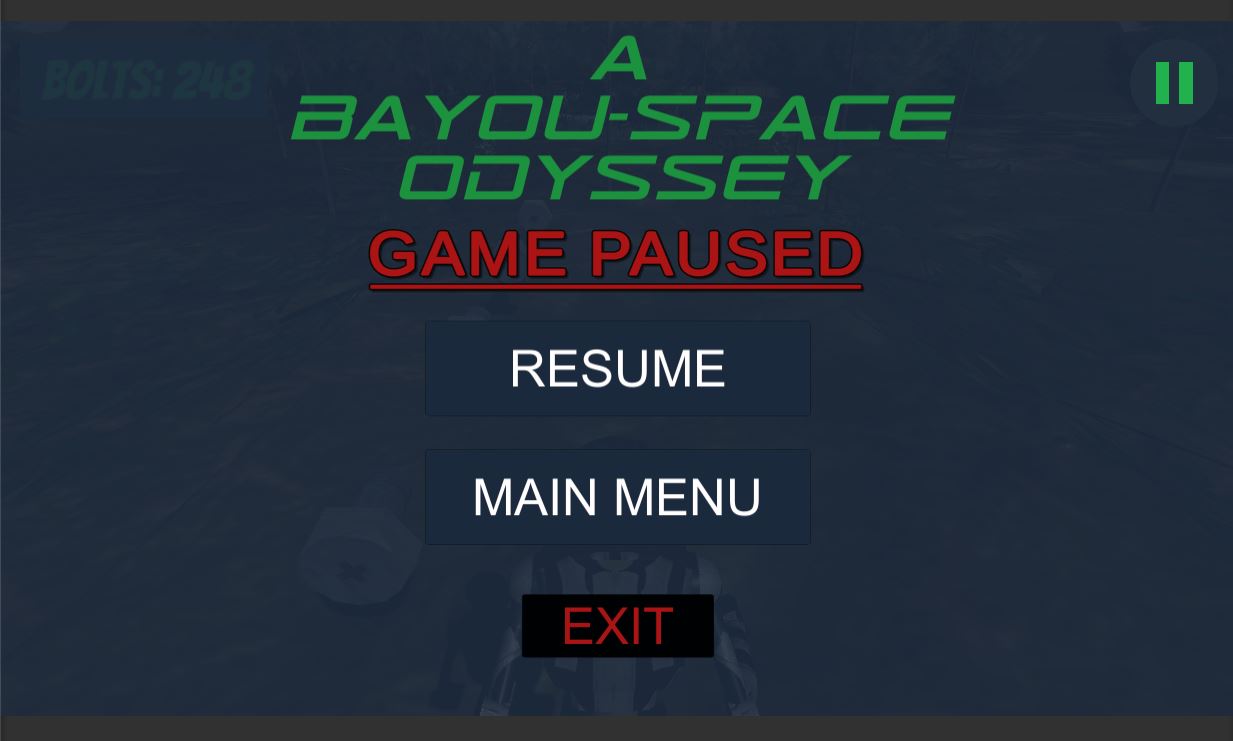 BOLTS: 248
A
BAYOU-SPACE
ODYSSEY
GAME PAUSED
RESUME
MAIN MENU
EXIT